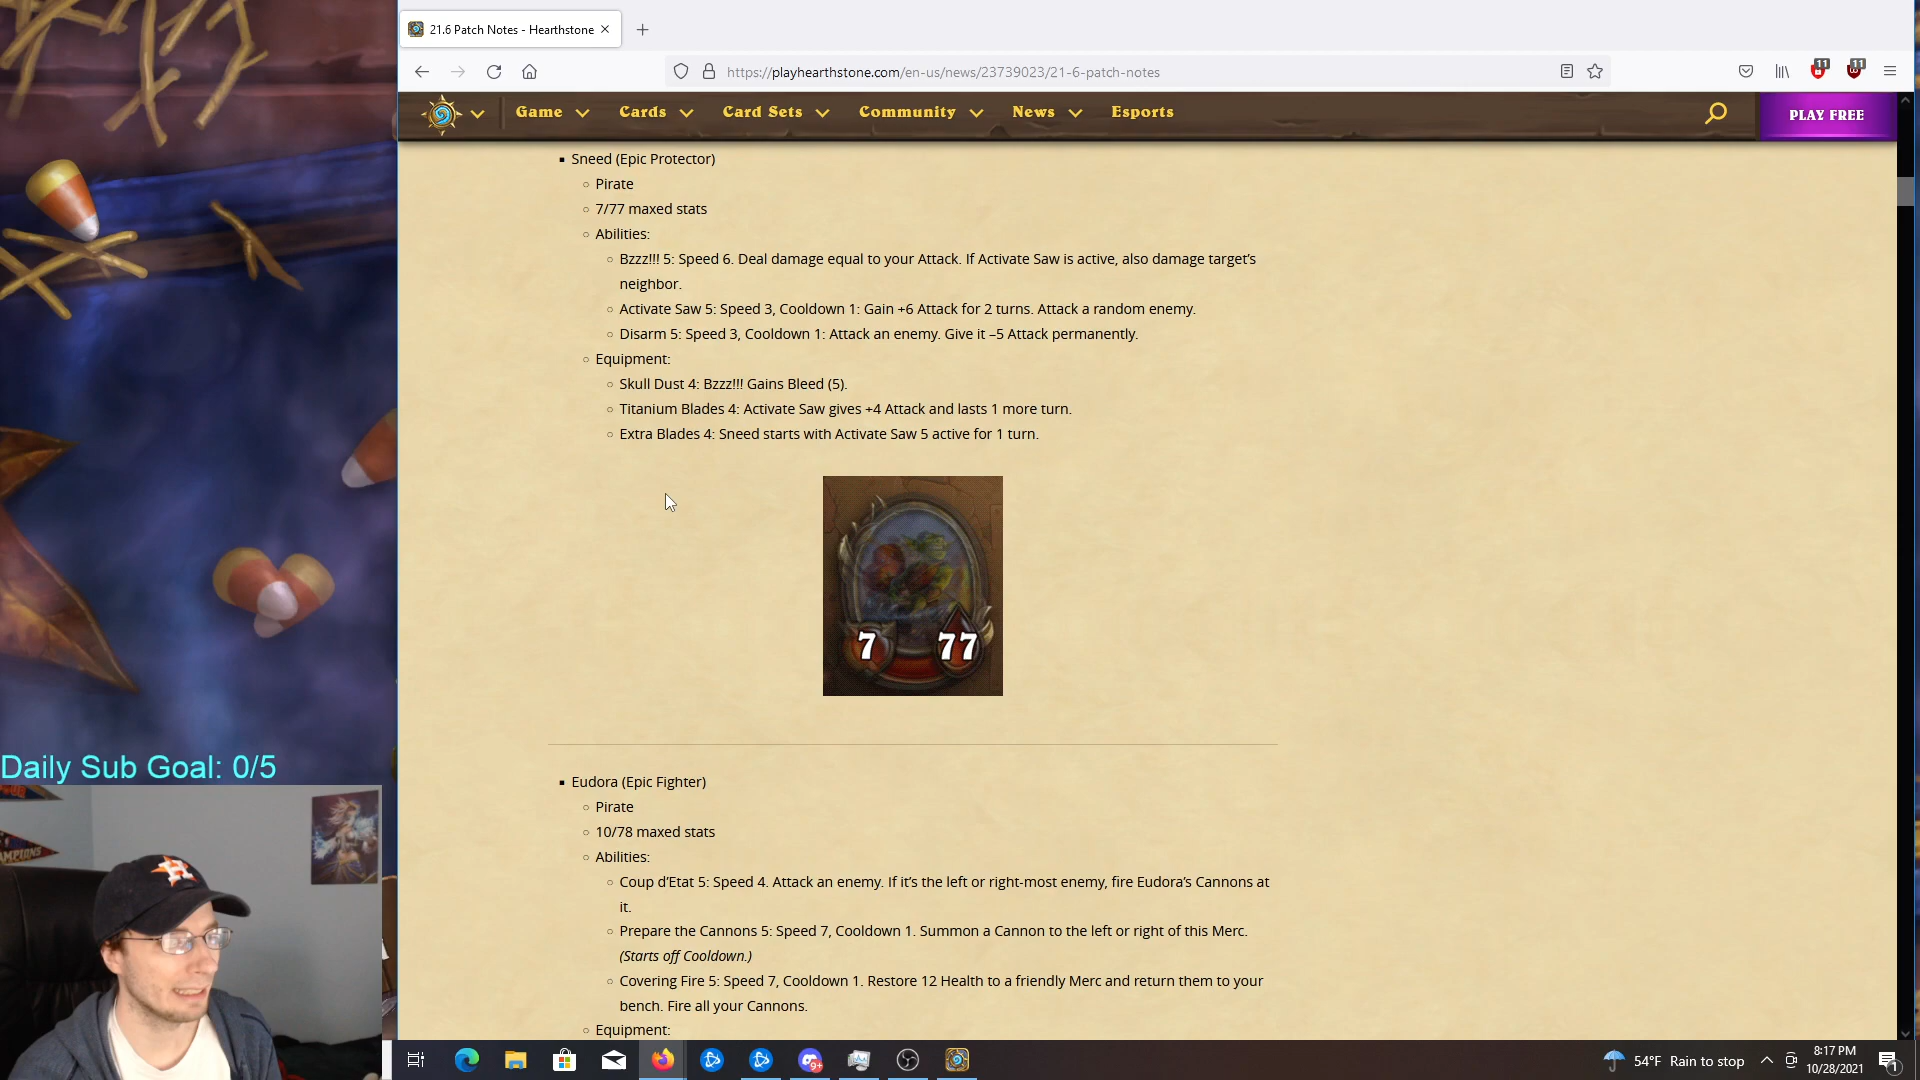 21.6 Patch Notes - Hearthstone
https://playhearthstone.com/en-us/news/23739023/21-6-patch-notes
11
11
Game
Cards
Card Sets
Community
News
Esports
PLAY FREE
▪ Sneed (Epic Protector)
○ Pirate
○ 7/77 maxed stats
○ Abilities:
○ Bzzz!!! 5: Speed 6. Deal damage equal to your Attack. If Activate Saw is active, also damage target’s
neighbor.
○ Activate Saw 5: Speed 3, Cooldown 1: Gain +6 Attack for 2 turns. Attack a random enemy.
○ Disarm 5: Speed 3, Cooldown 1: Attack an enemy. Give it –5 Attack permanently.
○ Equipment:
○ Skull Dust 4: Bzzz!!! Gains Bleed (5).
○ Titanium Blades 4: Activate Saw gives +4 Attack and lasts 1 more turn.
○ Extra Blades 4: Sneed starts with Activate Saw 5 active for 1 turn.
7
77
▪ Eudora (Epic Fighter)
○ Pirate
○ 10/78 maxed stats
○ Abilities:
○ Coup d’Etat 5: Speed 4. Attack an enemy. If it’s the left or right-most enemy, fire Eudora’s Cannons at
it.
○ Prepare the Cannons 5: Speed 7, Cooldown 1. Summon a Cannon to the left or right of this Merc.
(Starts off Cooldown.)
○ Covering Fire 5: Speed 7, Cooldown 1. Restore 12 Health to a friendly Merc and return them to your
bench. Fire all your Cannons.
○ Equipment:
Daily Sub Goal: 0/5
9+
54°F Rain to stop
8:17 PM
10/28/2021
1